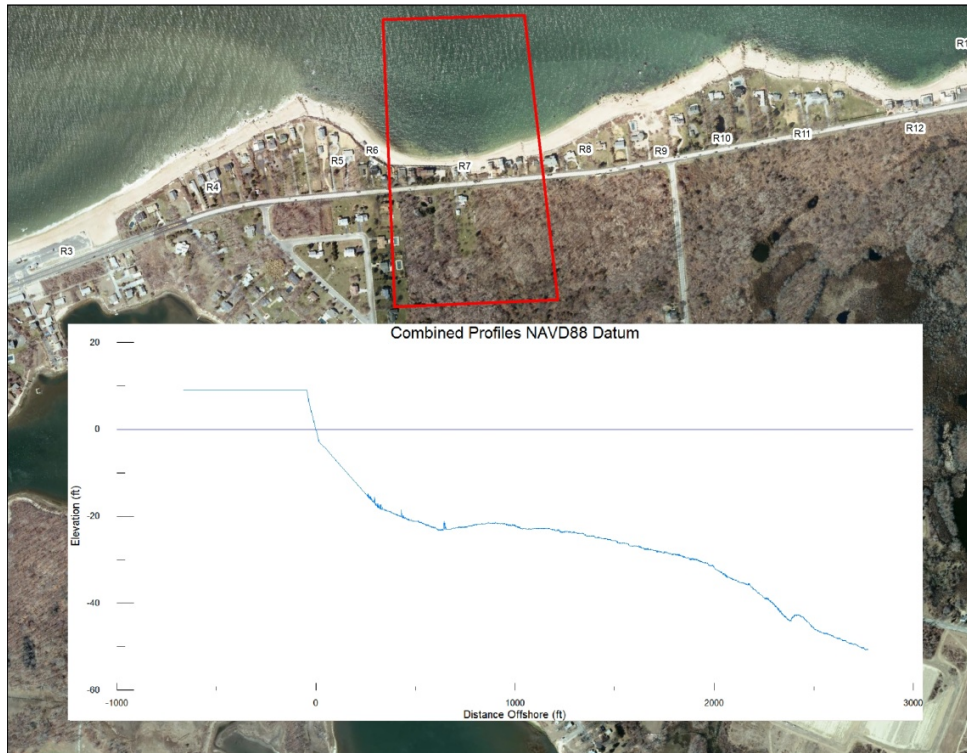 R1
R12
R11
R10
R9
R8
R7
R6
R5
R4
R3
Combined Profiles NAVD88 Datum
20
0
-20
-40
-60
Elevation (ft)
-1000
0
1000
2000
3000
Distance Offshore (ft)